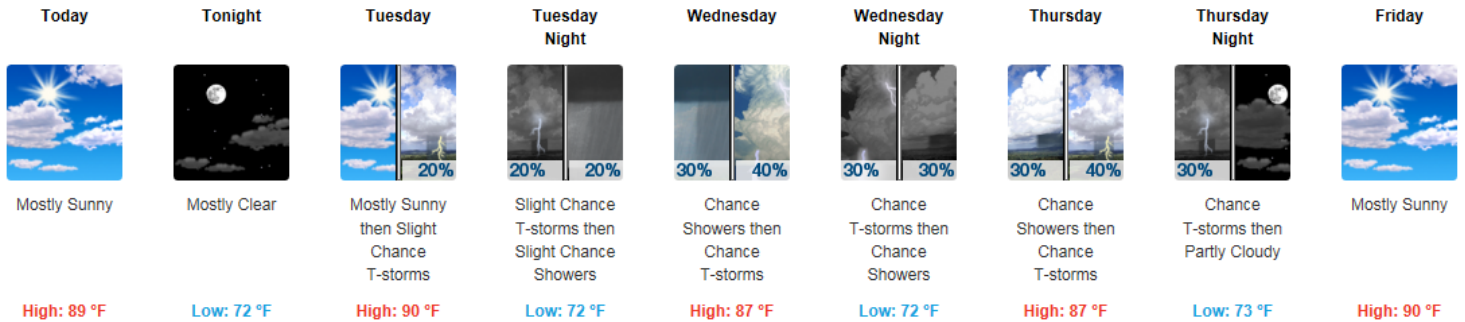 Today
Tonight
Tuesday
Tuesday
Night
Wednesday
Wednesday
Night
Thursday
Thursday
Night
Friday
20%
20% 20%
30% 40%
30% 30%
30% 40%
30%
Mostly Sunny
Mostly Clear
Mostly Sunny
then Slight
Chance
T-storms
Slight Chance
T-storms then
Slight Chance
Showers
Chance
Showers then
Chance
T-storms
Chance
T-storms then
Chance
Showers
Chance
Showers then
Chance
T-storms
Chance
T-storms then
Partly Cloudy
Mostly Sunny
High: 89 °F
Low: 72 °F
High: 90 °F
Low: 72 °F
High: 87 °F
Low: 72 °F
High: 87 °F
Low: 73 °F
High: 90 °F